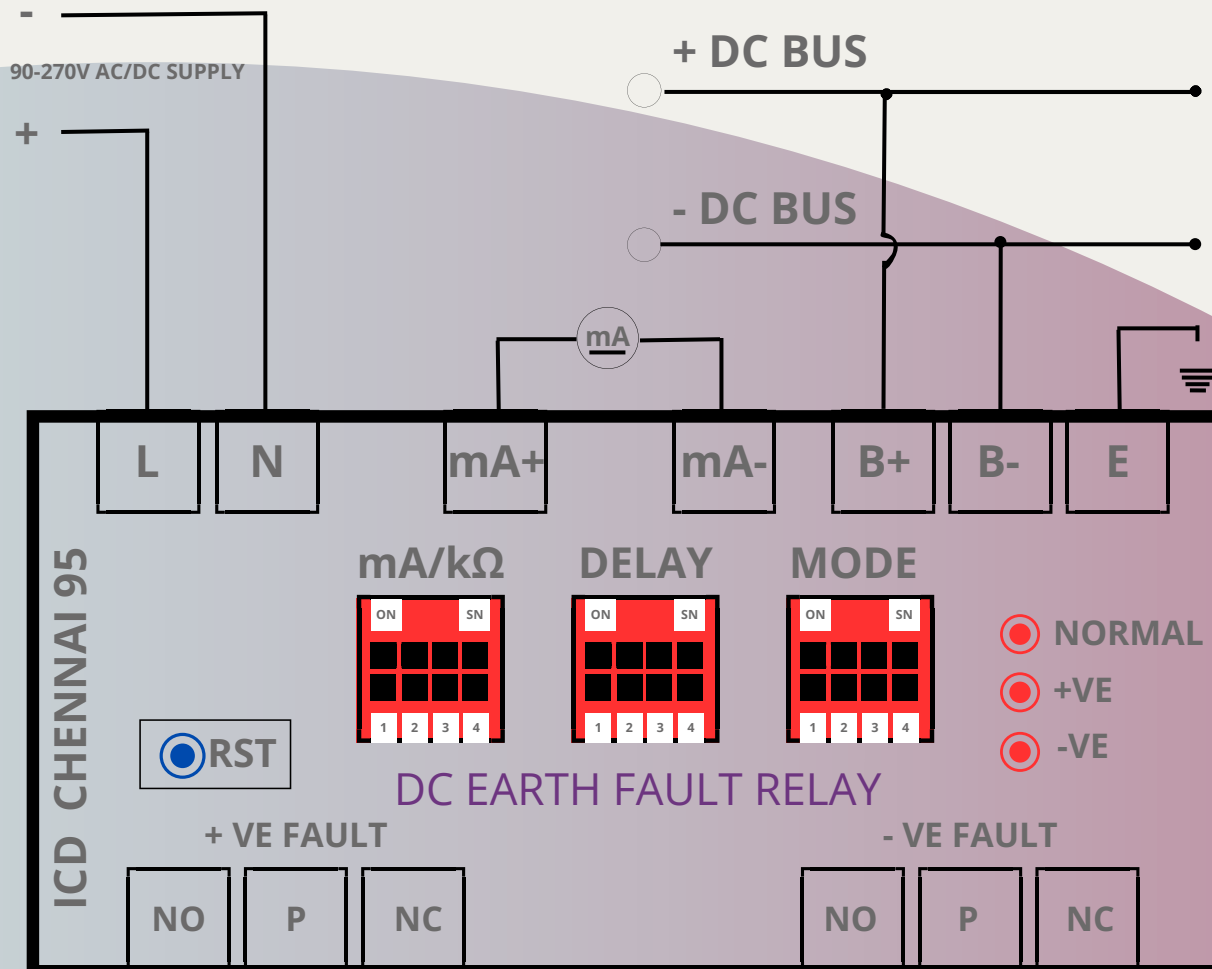 -
90-270V AC/DC SUPPLY
+
+ DC BUS
- DC BUS
mA
L N mA+ mA- B+ B- E
ICD CHENNAI 95
mA/kΩ DELAY MODE
ON SN ON SN ON SN
1 2 3 4 1 2 3 4 1 2 3 4
NORMAL
+VE
-VE
RST
DC EARTH FAULT RELAY
+ VE FAULT - VE FAULT
NO P NC NO P NC